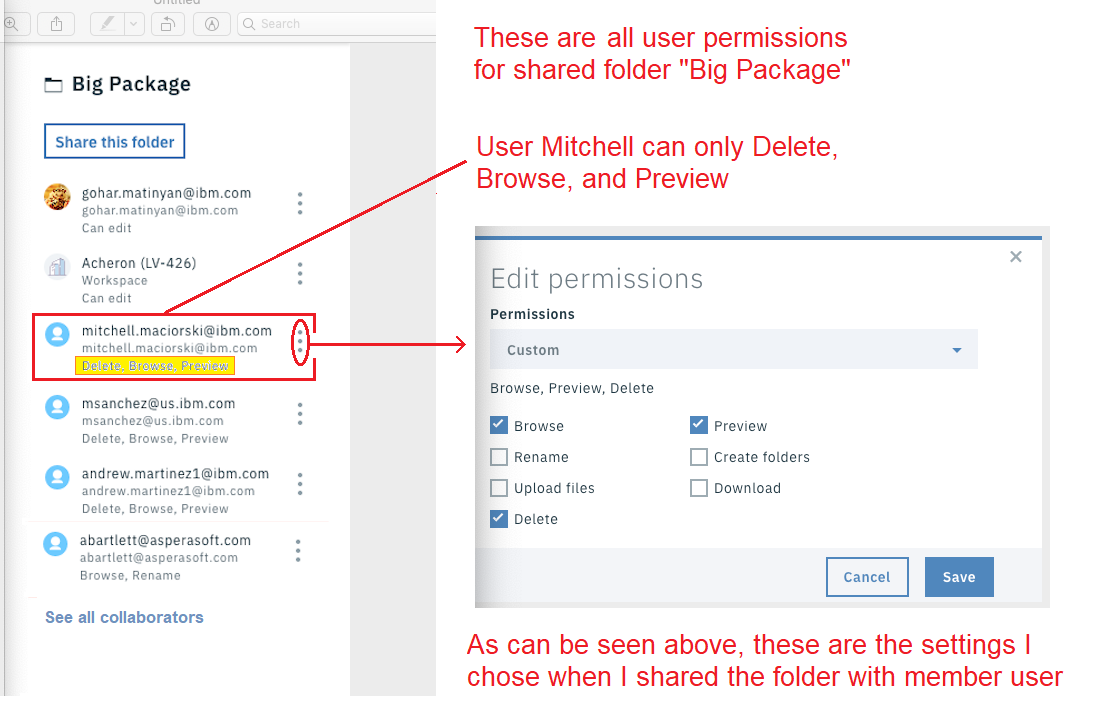 Untitled
Search
Big Package
Share this folder
gohar.matinyan@ibm.com
gohar.matinyan@ibm.com
Can edit
Acheron (LV-426)
Workspace
Can edit
mitchell.maciorski@ibm.com
mitchell.maciorski@ibm.com
Delete, Browse, Preview
msanchez@us.ibm.com
msanchez@us.ibm.com
Delete, Browse, Preview
andrew.martinez1@ibm.com
andrew.martinez1@ibm.com
Delete, Browse, Preview
abartlett@asperasoft.com
abartlett@asperasoft.com
Browse, Rename
See all collaborators
These are all user permissions
for shared folder "Big Package"
User Mitchell can only Delete,
Browse, and Preview
Edit permissions
Permissions
Custom
Browse, Preview, Delete
Browse Preview
Rename Create folders
Upload files Download
Delete
Cancel Save
As can be seen above, these are the settings I
chose when I shared the folder with member user